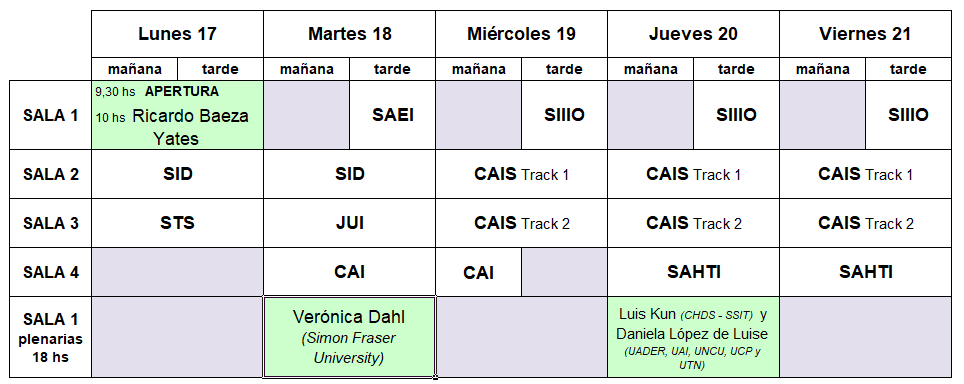 Lunes 17 Martes 18 Miércoles 19 Jueves 20 Viernes 21
mañana tarde mañana tarde mañana tarde mañana tarde mañana tarde
SALA 1
9,30 hs APERTURA
10 hs Ricardo Baeza
Yates
SAEI SIIIO SIIIO SIIIO
SALA 2 SID SID CAIS Track 1 CAIS Track 1 CAIS Track 1
SALA 3 STS JUI CAIS Track 2 CAIS Track 2 CAIS Track 2
SALA 4 CAI CAI SAHTI SAHTI
SALA 1
plenarias
18 hs
Verónica Dahl
(Simon Fraser
University)
Luis Kun (CHDS - SSIT) y
Daniela López de Luise
(UADER, UAI, UNCU, UCP y
UTN)